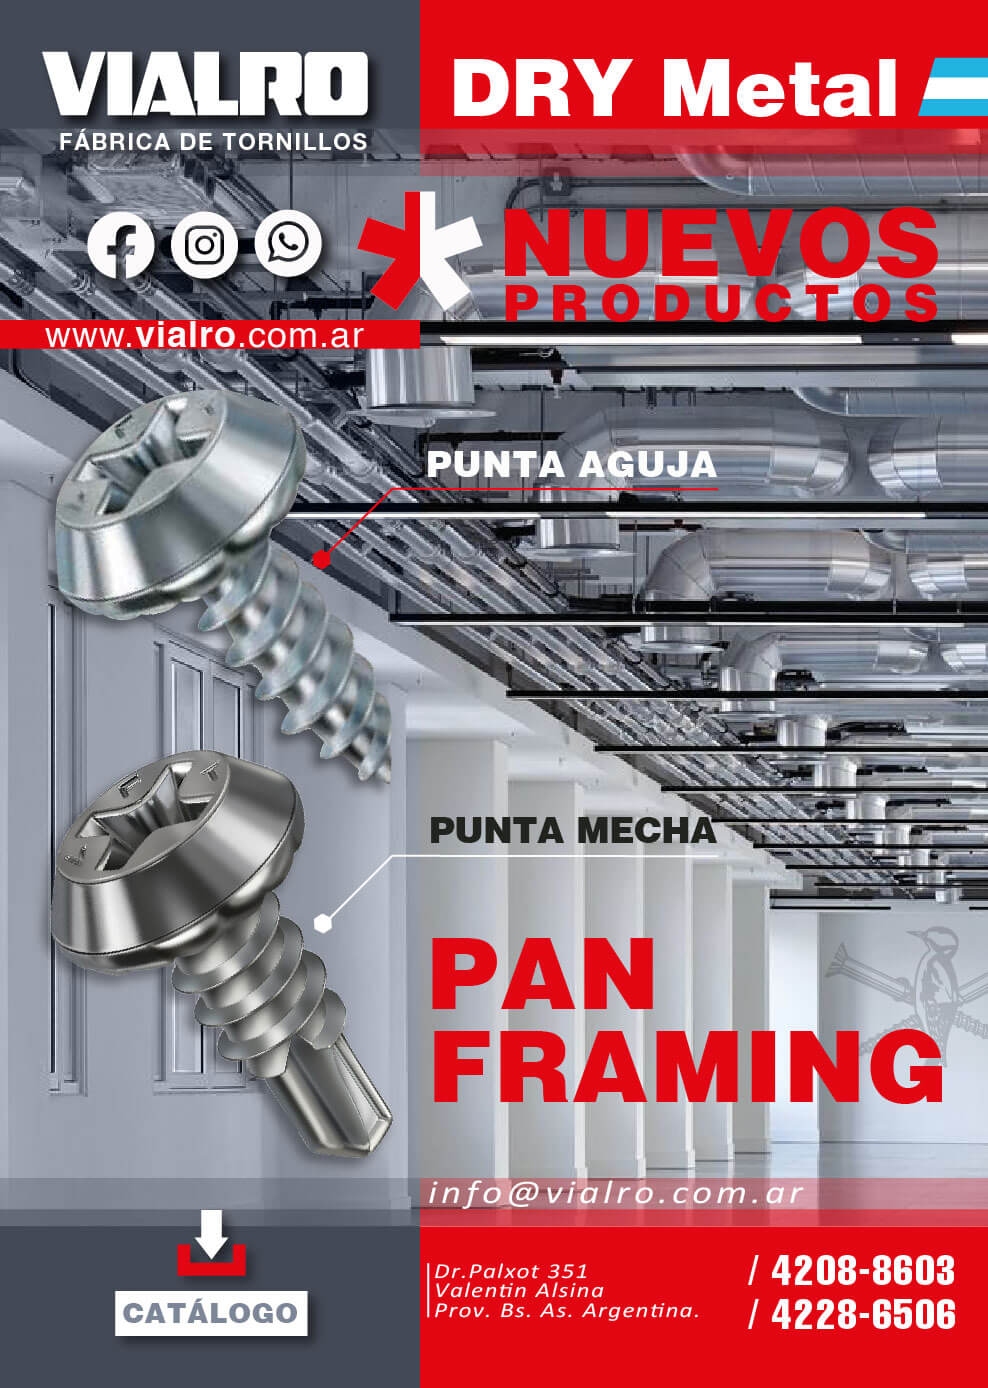 VIALRO
FÁBRICA DE TORNILLOS
DRY Metal
NUEVOS
PRODUCTOS
www.vialro.com.ar
PUNTA AGUJA
PUNTA MECHA
PAN
FRAMING
info@vialro.com.ar
CATÁLOGO
Dr.Palxot 351
Valentin Alsina
Prov. Bs. As. Argentina.
/ 4208-8603
/ 4228-6506